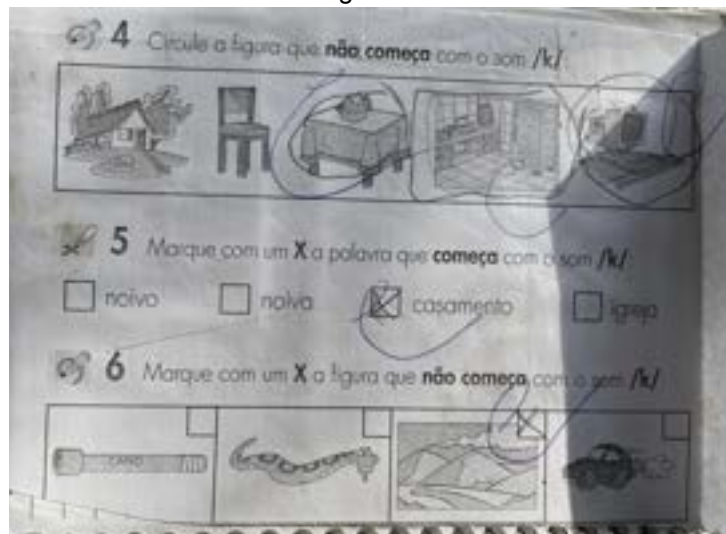 4 Circule a figura que não começa com o som /k/
5 Marque com um X a palavra que começa com o som /k/
noivo noiva casamento igreja
6 Marque com um X a figura que não começa com o som /k/
CANO